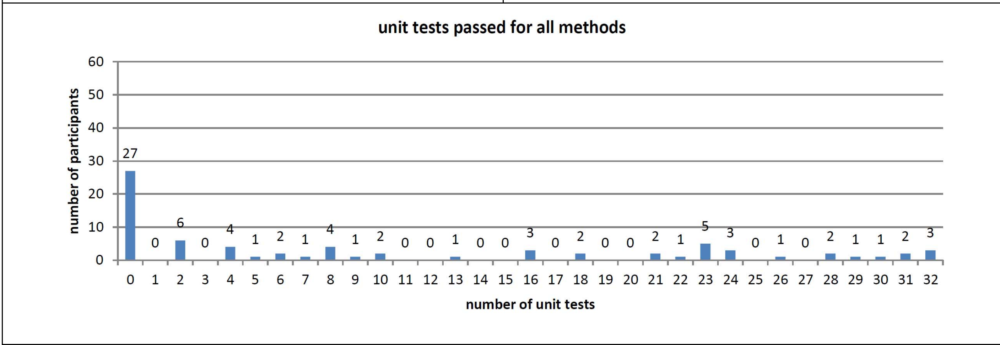 unit tests passed for all methods
number of participants
60
50
40
30
20
10
0
27 0 6 0 4 1 2 1 4 1 2 0 0 1 0 0 3 0 2 0 0 2 1 5 3 0 1 0 2 1 1 2 3
0 1 2 3 4 5 6 7 8 9 10 11 12 13 14 15 16 17 18 19 20 21 22 23 24 25 26 27 28 29 30 31 32
number of unit tests